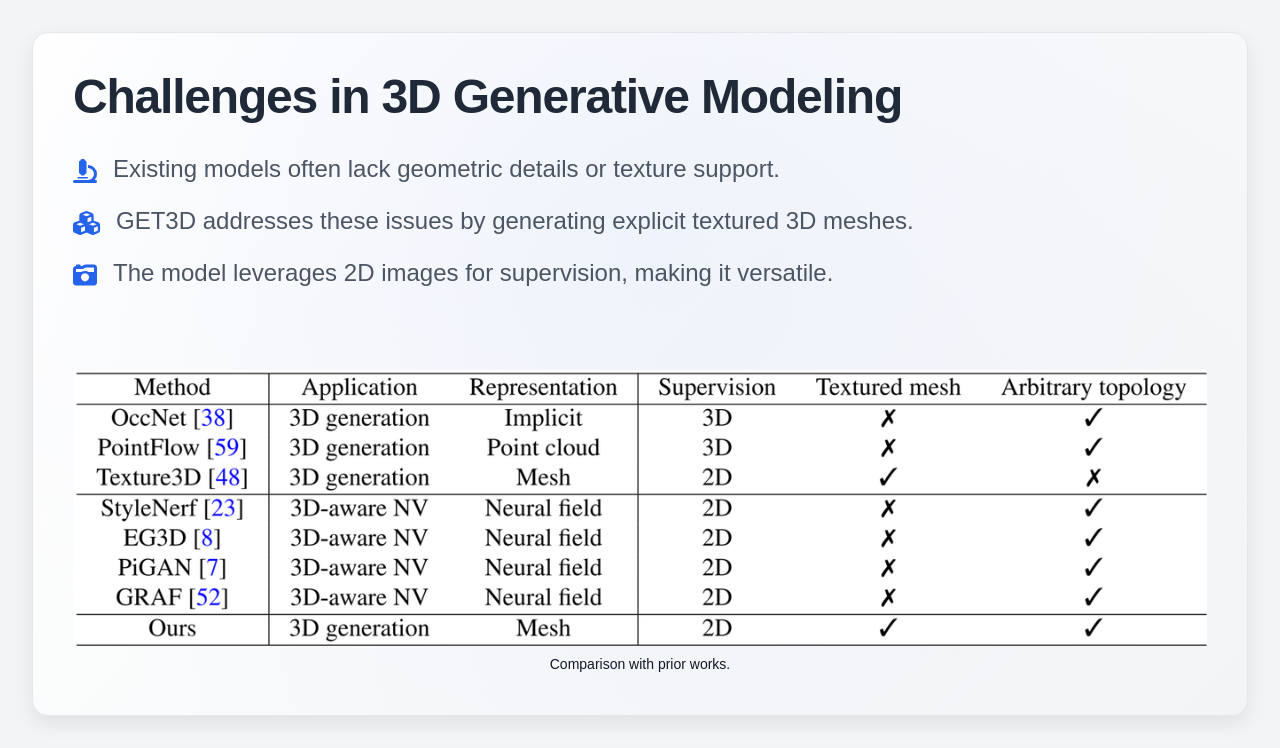 Challenges in 3D Generative Modeling
Existing models often lack geometric details or texture support.
GET3D addresses these issues by generating explicit textured 3D meshes.
The model leverages 2D images for supervision, making it versatile.
Method Application Representation Supervision Textured mesh Arbitrary topology
OccNet [38] 3D generation Implicit 3D ✗ ✓
PointFlow [59] 3D generation Point cloud 3D ✗ ✓
Texture3D [48] 3D generation Mesh 2D ✓ ✗
StyleNerf [23] 3D-aware NV Neural field 2D ✗ ✓
EG3D [8] 3D-aware NV Neural field 2D ✗ ✓
PiGAN [7] 3D-aware NV Neural field 2D ✗ ✓
GRAF [52] 3D-aware NV Neural field 2D ✗ ✓
Ours 3D generation Mesh 2D ✓ ✓
Comparison with prior works.